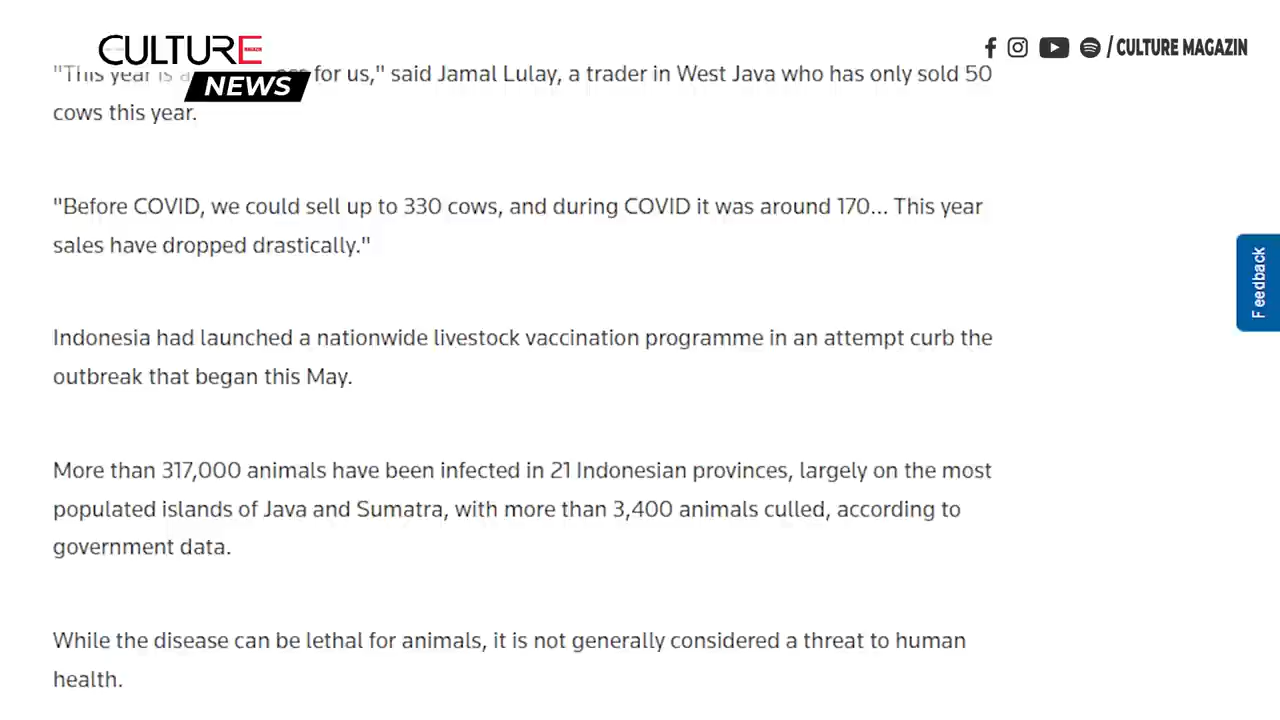 CULTURE
NEWS
/ CULTURE MAGAZIN
"This year is a for us," said Jamal Lulay, a trader in West Java who has only sold 50
cows this year.
"Before COVID, we could sell up to 330 cows, and during COVID it was around 170... This year
sales have dropped drastically."
Feedback
Indonesia had launched a nationwide livestock vaccination programme in an attempt curb the
outbreak that began this May.
More than 317,000 animals have been infected in 21 Indonesian provinces, largely on the most
populated islands of Java and Sumatra, with more than 3,400 animals culled, according to
government data.
While the disease can be lethal for animals, it is not generally considered a threat to human
health.